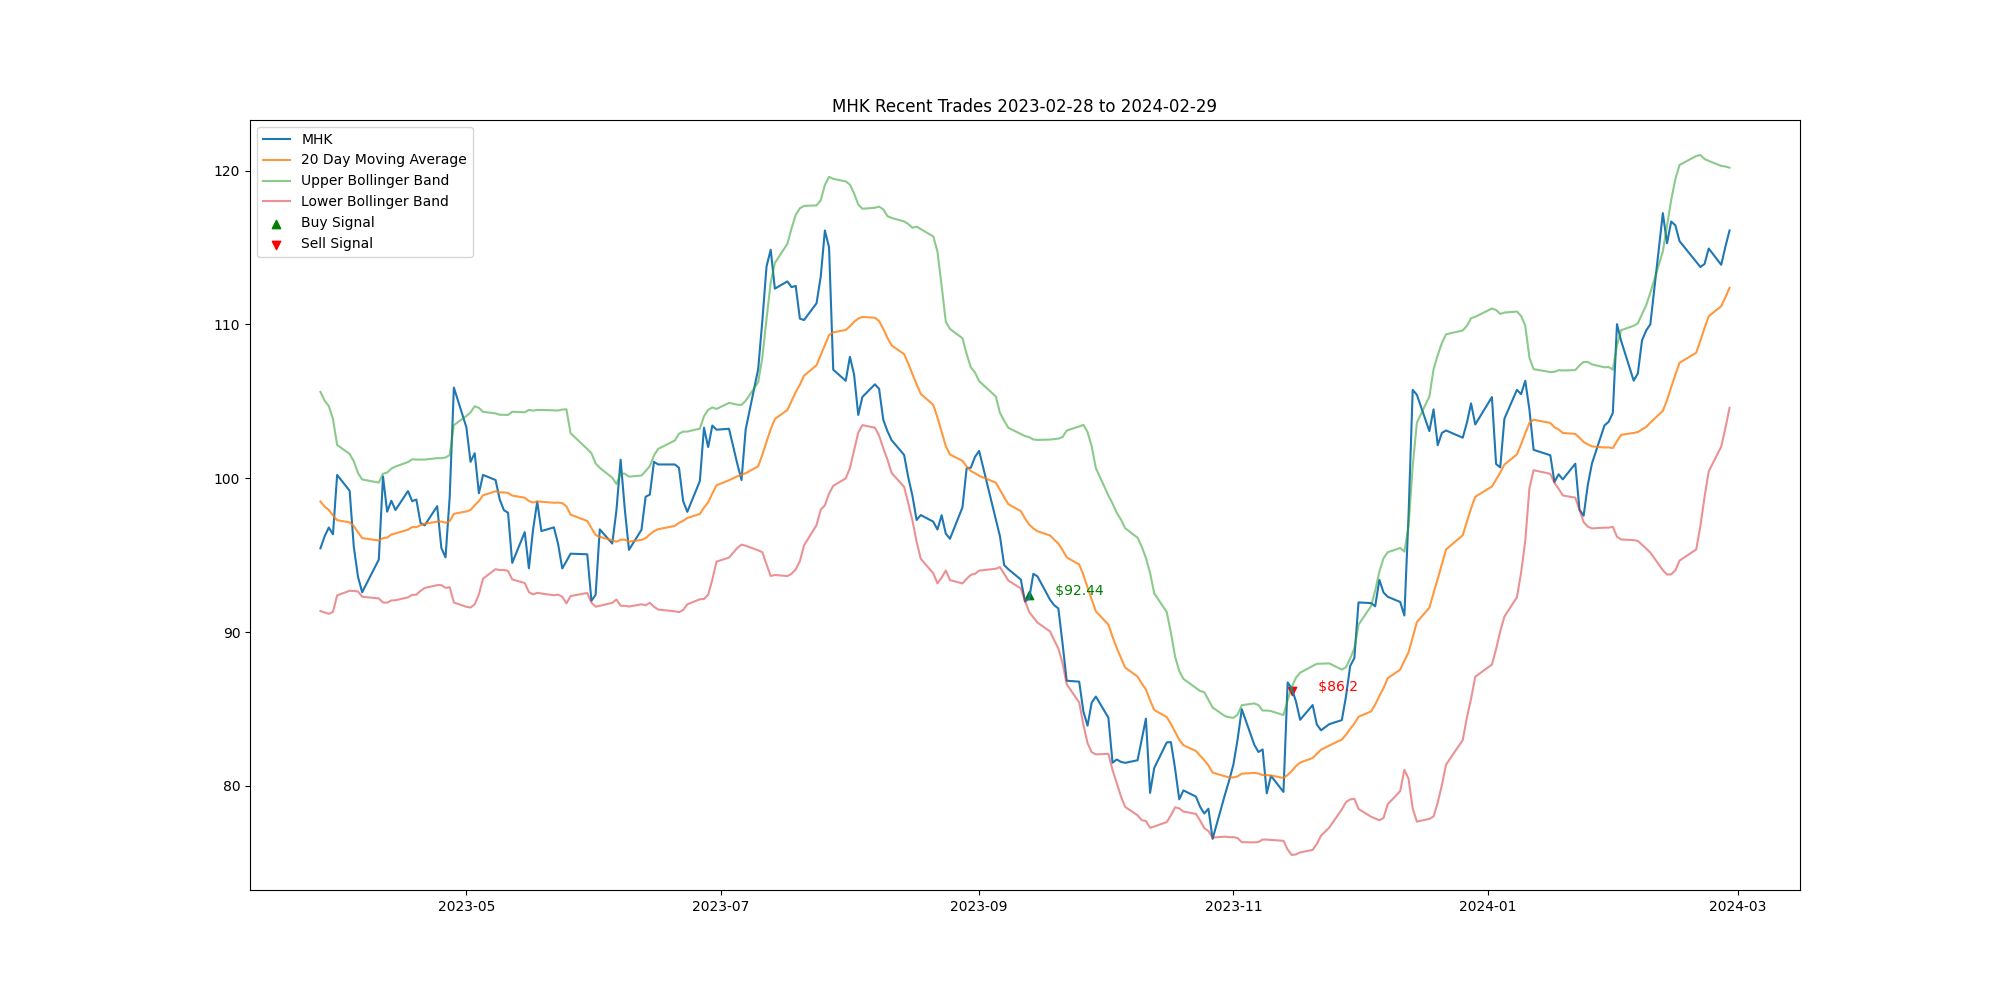 MHK Recent Trades 2023-02-28 to 2024-02-29
MHK
20 Day Moving Average
Upper Bollinger Band
Lower Bollinger Band
Buy Signal
Sell Signal
120
110
100
90
80
$92.44
$86.2
2023-05
2023-07
2023-09
2023-11
2024-01
2024-03